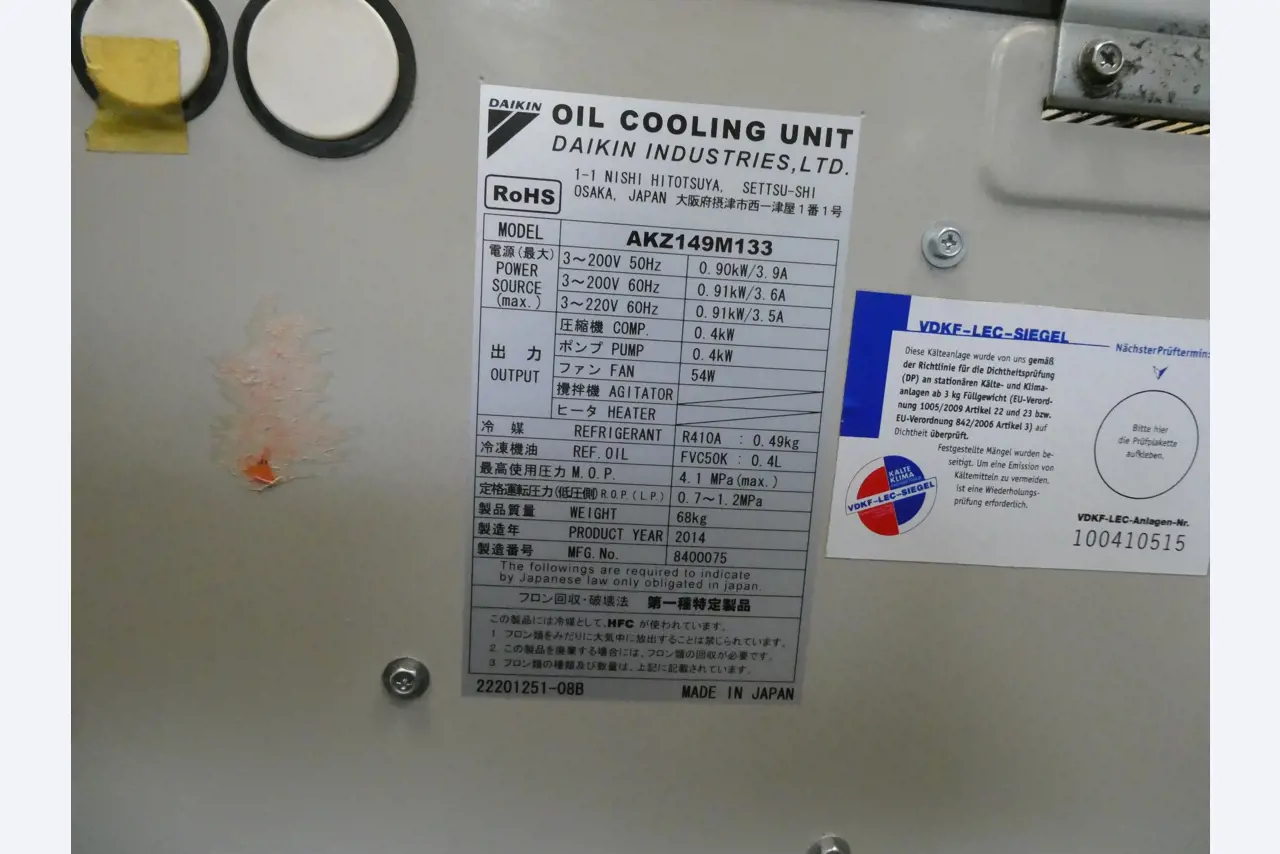 DAIKIN
OIL COOLING UNIT
DAIKIN INDUSTRIES,LTD.
RoHS
1-1 NISHI HITOTSUYA, SETTSU-SHI
OSAKA, JAPAN 大阪府摂津市西一津屋1番1号
MODEL AKZ149M133
電源(最大) POWER SOURCE (max.)
3～200V 50Hz 0.90kW/3.9A
3～200V 60Hz 0.91kW/3.6A
3～220V 60Hz 0.91kW/3.5A
出力 OUTPUT
圧縮機 COMP. 0.4kW
ポンプ PUMP 0.4kW
ファン FAN 54W
攪拌機 AGITATOR
ヒータ HEATER
冷媒 REFRIGERANT R410A : 0.49kg
冷凍機油 REF.OIL FVC50K : 0.4L
最高使用圧力 M.O.P. 4.1 MPa(max.)
定格運転圧力(低圧側)R.O.P.(L.P.) 0.7～1.2MPa
製品質量 WEIGHT 68kg
製造年 PRODUCT YEAR 2014
製造番号 MFG.No. 8400075
The followings are required to indicate
by Japanese law only obligated in japan.
フロン回収・破壊法 第一種特定製品
この製品には冷媒として、HFC が使われています。
1. フロン類をみだりに大気中に放出することは禁じられています。
2. この製品を廃棄する場合には、フロン類の回収が必要です。
3. フロン類の種類及び数量は、上記に記載されています。
22201251-08B MADE IN JAPAN
VDKF-LEC-SIEGEL
Nächster Prüftermin:
Diese Kälteanlage wurde von uns gemäß
der Richtlinie für die Dichtheitsprüfung
(DP) an stationären Kälte- und Klima-
anlagen ab 3 kg Füllgewicht (EU-Verord-
nung 1005/2009 Artikel 22 und 23 bzw.
EU-Verordnung 842/2006 Artikel 3) auf
Dichtheit überprüft.
Festgestellte Mängel wurden be-
seitigt. Um eine Emission von
Kältemitteln zu vermeiden,
ist eine Wiederholungs-
prüfung erforderlich.
Bitte hier
die Prüfplakette
aufkleben.
KÄLTE
KLIMA
VDKF-LEC-SIEGEL
VDKF-LEC-Anlagen-Nr.
100410515